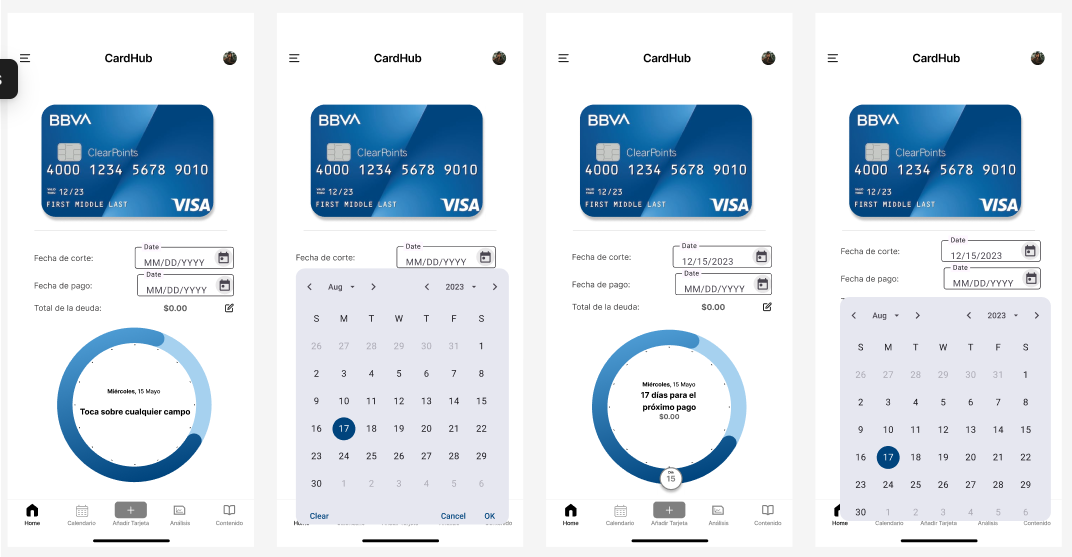 S
CardHub
BBVA
ClearPoints
4000 1234 5678 9010
12/23
FIRST MIDDLE LAST
VISA
Date
Fecha de corte:
MM/DD/YYYY
Date
Fecha de pago:
MM/DD/YYYY
Total de la deuda:
$0.00
Miércoles, 15 Mayo
Toca sobre cualquier campo
Home
Calendario
Añadir Tarjeta
Análisis
Contenido
CardHub
BBVA
ClearPoints
4000 1234 5678 9010
12/23
FIRST MIDDLE LAST
VISA
Date
Fecha de corte:
MM/DD/YYYY
Aug 2023
S M T W T F S
26 27 28 29 30 31 1
2 3 4 5 6 7 8
9 10 11 12 13 14 15
16 17 18 19 20 21 22
23 24 25 26 27 28 29
30 1 2 3 4 5 6
Clear Cancel OK
CardHub
BBVA
ClearPoints
4000 1234 5678 9010
12/23
FIRST MIDDLE LAST
VISA
Date
Fecha de corte:
12/15/2023
Date
Fecha de pago:
MM/DD/YYYY
Total de la deuda:
$0.00
Miércoles, 15 Mayo
17 días para el
próximo pago
$0.00
15
Home
Calendario
Añadir Tarjeta
Análisis
Contenido
CardHub
BBVA
ClearPoints
4000 1234 5678 9010
12/23
FIRST MIDDLE LAST
VISA
Date
Fecha de corte:
12/15/2023
Date
Fecha de pago:
MM/DD/YYYY
Aug 2023
S M T W T F S
26 27 28 29 30 31 1
2 3 4 5 6 7 8
9 10 11 12 13 14 15
16 17 18 19 20 21 22
23 24 25 26 27 28 29
30 1 2 3 4 5 6
Home
Calendario
Añadir Tarjeta
Análisis
Contenido